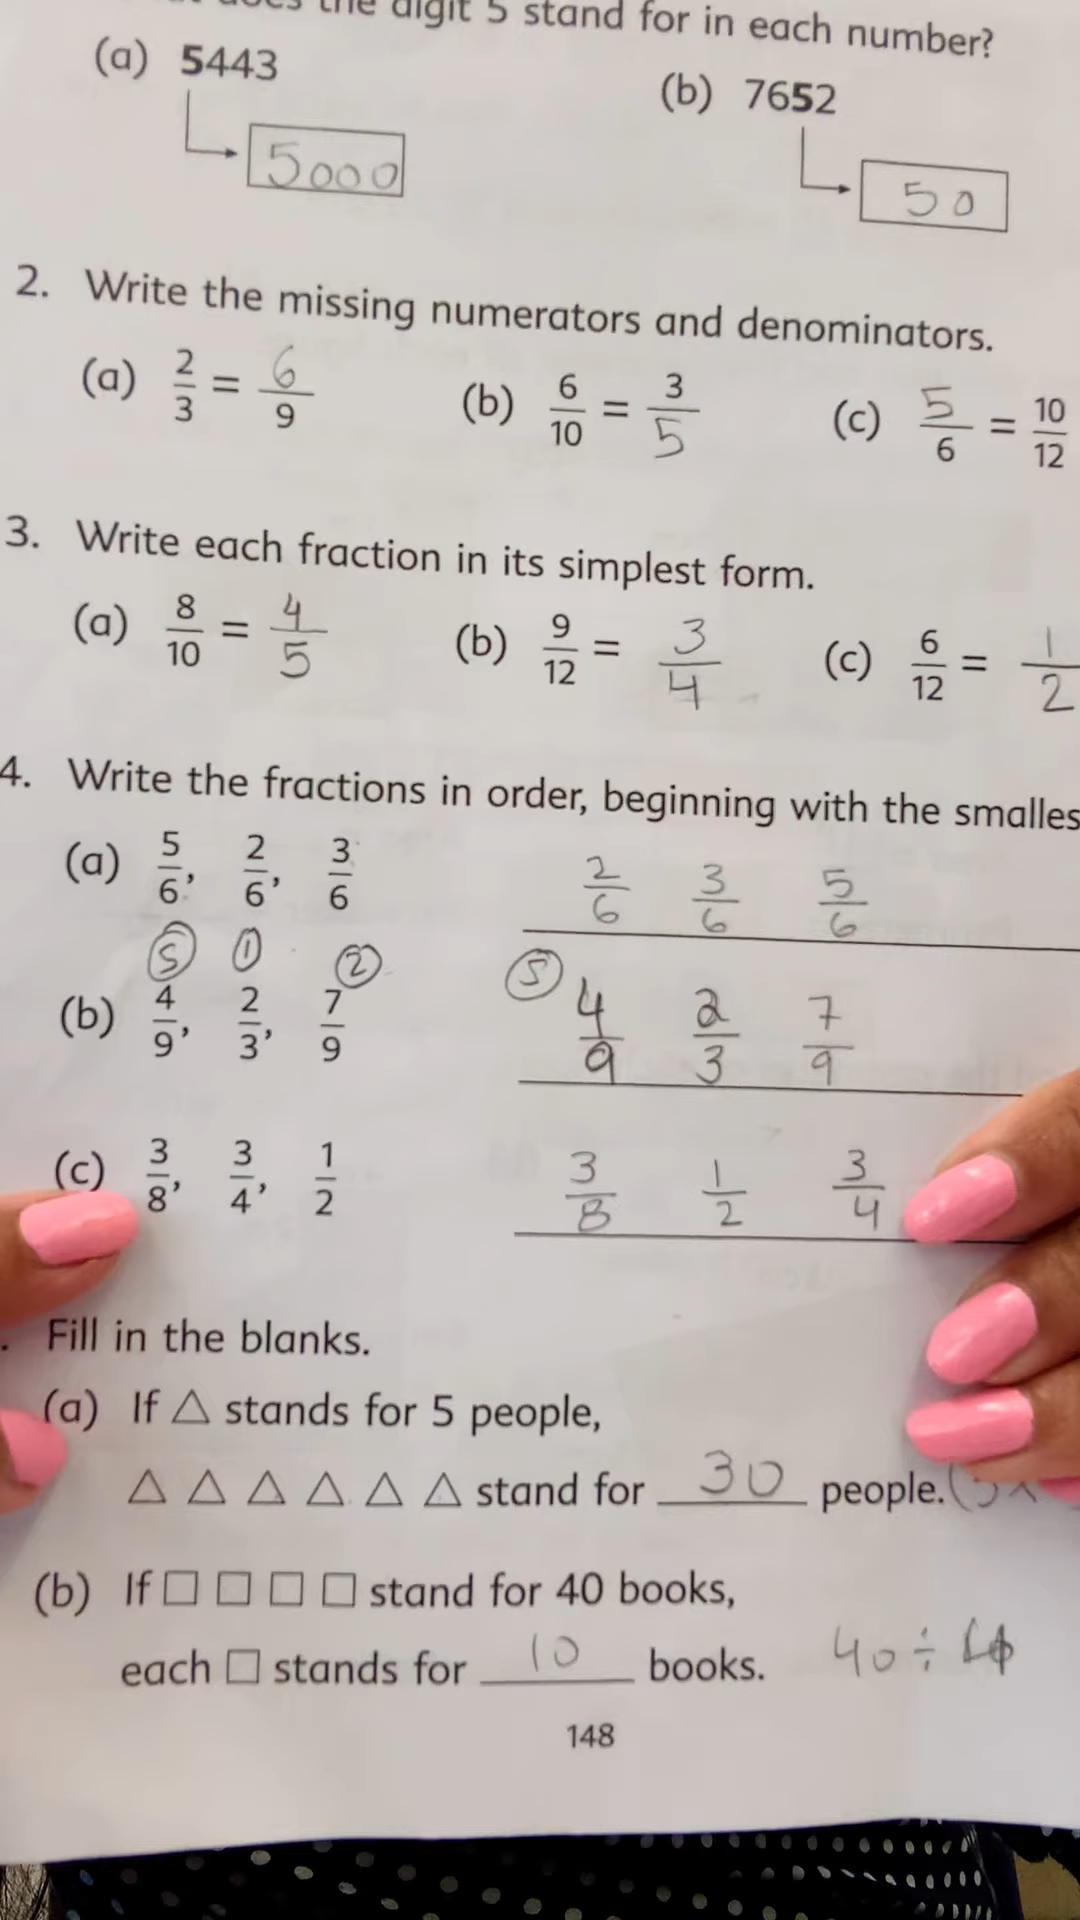 does the digit 5 stand for in each number?
(a) 5443 (b) 7652
5000 50
2. Write the missing numerators and denominators.
(a) 2/3 = 6/9 (b) 6/10 = 3/5 (c) 5/6 = 10/12
3. Write each fraction in its simplest form.
(a) 8/10 = 4/5 (b) 9/12 = 3/4 (c) 6/12 = 1/2
4. Write the fractions in order, beginning with the smalles
(a) 5/6, 2/6, 3/6 2/6 3/6 5/6
5 1 2 5
(b) 4/9, 2/3, 7/9 4/9 2/3 7/9
(c) 3/8, 3/4, 1/2 3/8 1/2 3/4
Fill in the blanks.
(a) If △ stands for 5 people,
△ △ △ △ △ △ stand for 30 people.
(b) If □ □ □ □ stand for 40 books,
each □ stands for 10 books. 40 ÷
148